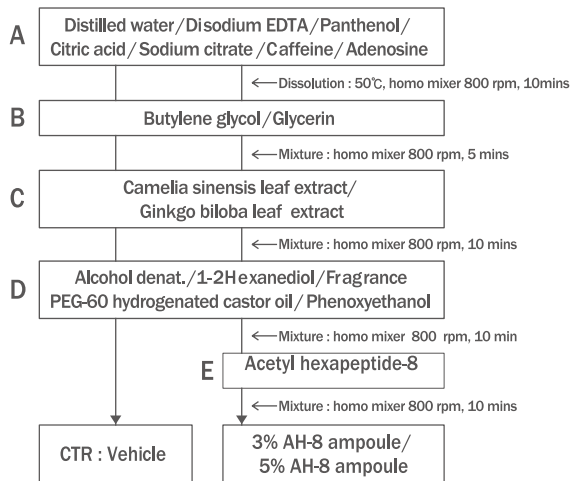 A
Distilled water/Disodium EDTA/Panthenol/
Citric acid/Sodium citrate/Caffeine/Adenosine
Dissolution : 50℃, homo mixer 800 rpm, 10mins
B
Butylene glycol/Glycerin
Mixture : homo mixer 800 rpm, 5 mins
C
Camelia sinensis leaf extract/
Ginkgo biloba leaf extract
Mixture : homo mixer 800 rpm, 10 mins
D
Alcohol denat./1-2Hexanediol/Fragrance
PEG-60 hydrogenated castor oil/Phenoxyethanol
Mixture : homo mixer 800 rpm, 10 min
E
Acetyl hexapeptide-8
Mixture : homo mixer 800 rpm, 10 mins
CTR : Vehicle
3% AH-8 ampoule/
5% AH-8 ampoule